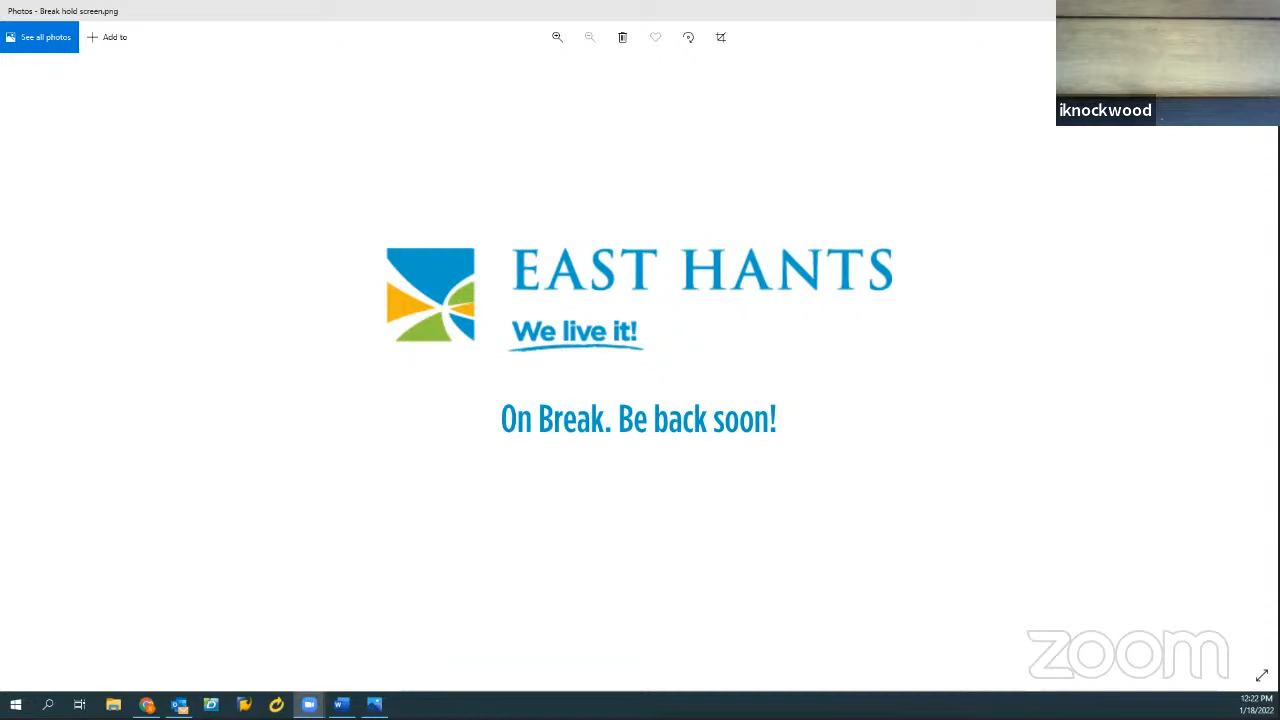 Photos - Break hold screen.png
See all photos
Add to
iknockwood
EAST HANTS
We live it!
On Break. Be back soon!
zoom
12:22 PM
1/18/2022